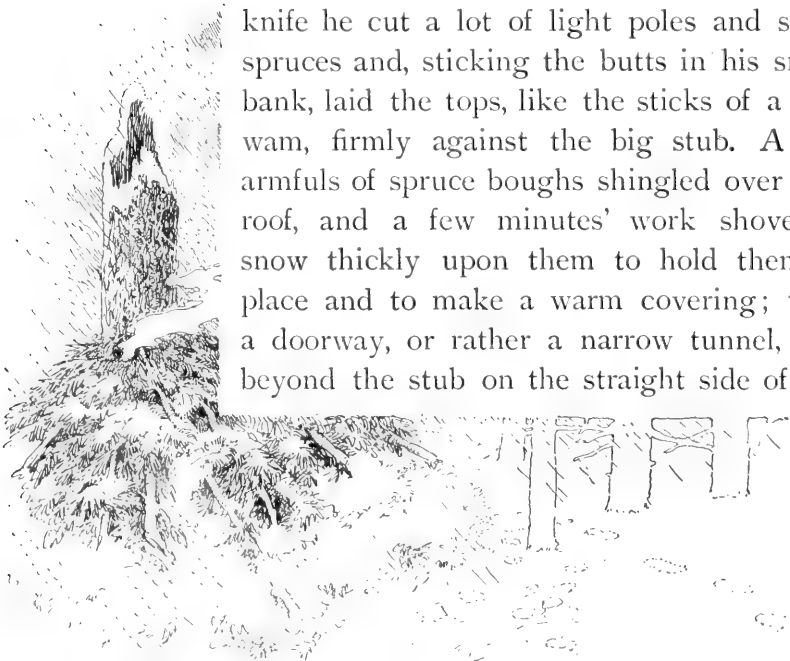 knife he cut a lot of light poles and
spruces and, sticking the butts in his
bank, laid the tops, like the sticks of a
wam, firmly against the big stub. A
armfuls of spruce boughs shingled over
roof, and a few minutes' work
snow thickly upon them to hold
place and to make a warm covering;
a doorway, or rather a narrow tunnel,
beyond the stub on the straight side of